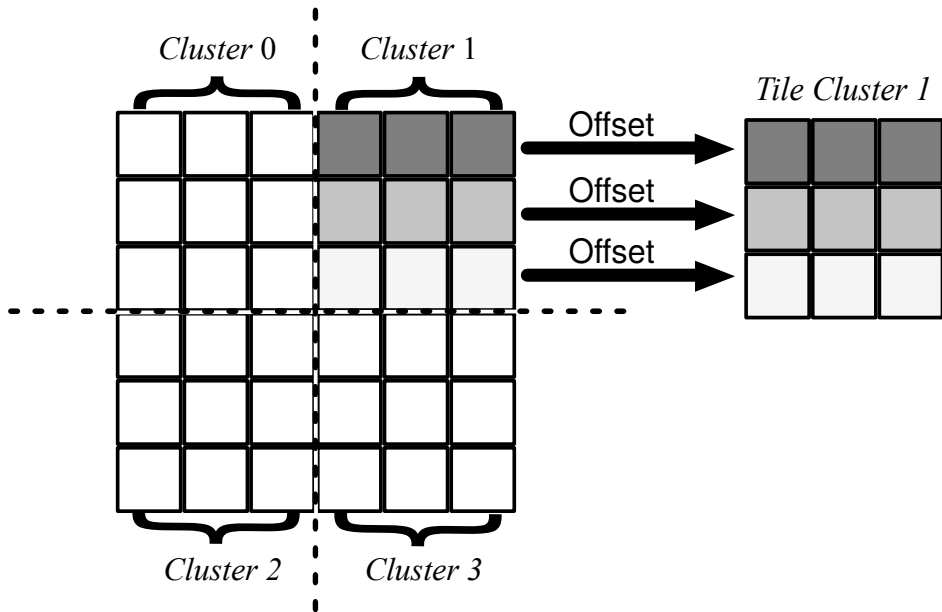 Cluster 0
Cluster 1
Tile Cluster 1
Offset
Offset
Offset
Cluster 2
Cluster 3